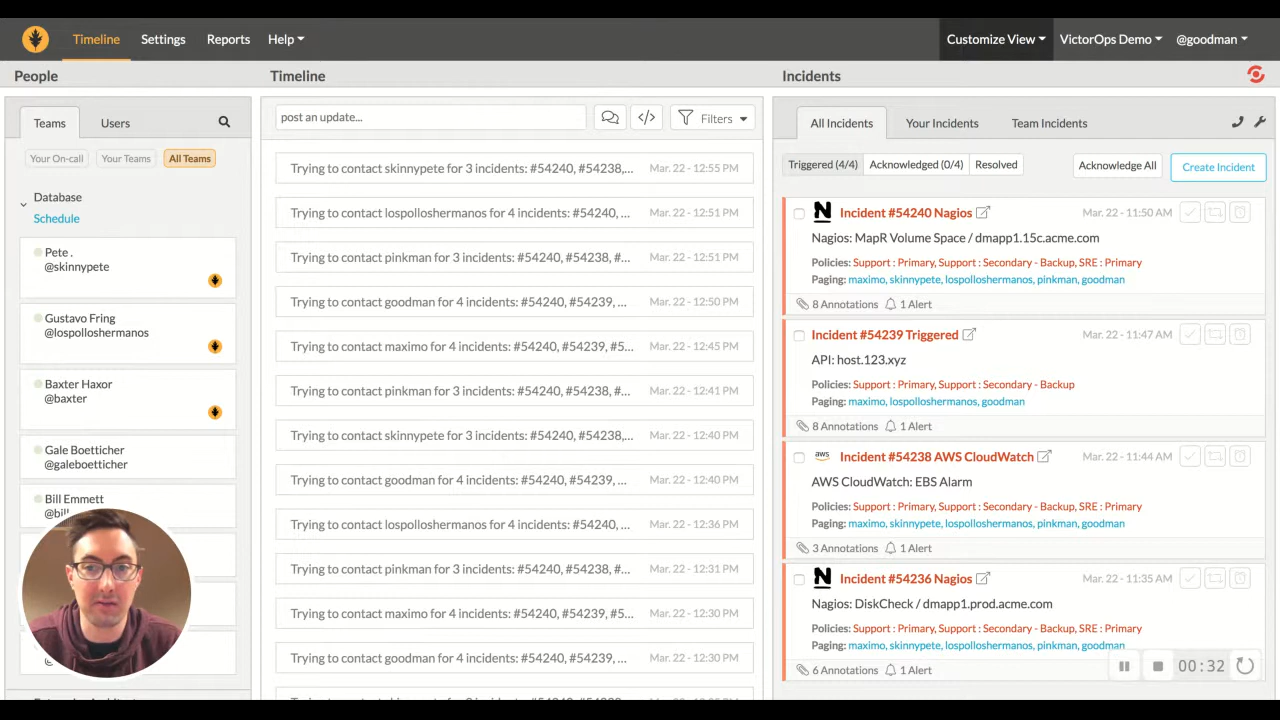 Timeline
Settings
Reports
Help
Customize View
VictorOps Demo
@goodman
People
Timeline
Incidents
Teams
Users
Your On-call
Your Teams
All Teams
Database
Schedule
Pete .
@skinnypete
Gustavo Fring
@lospolloshermanos
Baxter Haxor
@baxter
Gale Boetticher
@galeboetticher
Bill Emmett
@bill
post an update...
Filters
Trying to contact skinnypete for 3 incidents: #54240, #54238,... Mar. 22 - 12:55 PM
Trying to contact lospolloshermanos for 4 incidents: #54240, ... Mar. 22 - 12:51 PM
Trying to contact pinkman for 3 incidents: #54240, #54238, #... Mar. 22 - 12:51 PM
Trying to contact goodman for 4 incidents: #54240, #54239, ... Mar. 22 - 12:50 PM
Trying to contact maximo for 4 incidents: #54240, #54239, #5... Mar. 22 - 12:45 PM
Trying to contact pinkman for 3 incidents: #54240, #54238, #... Mar. 22 - 12:41 PM
Trying to contact skinnypete for 3 incidents: #54240, #54238,... Mar. 22 - 12:40 PM
Trying to contact goodman for 4 incidents: #54240, #54239, ... Mar. 22 - 12:40 PM
Trying to contact lospolloshermanos for 4 incidents: #54240, ... Mar. 22 - 12:36 PM
Trying to contact pinkman for 3 incidents: #54240, #54238, #... Mar. 22 - 12:31 PM
Trying to contact maximo for 4 incidents: #54240, #54239, #5... Mar. 22 - 12:30 PM
Trying to contact goodman for 4 incidents: #54240, #54239, ... Mar. 22 - 12:30 PM
All Incidents
Your Incidents
Team Incidents
Triggered (4/4)
Acknowledged (0/4)
Resolved
Acknowledge All
Create Incident
N Incident #54240 Nagios Mar. 22 - 11:50 AM
Nagios: MapR Volume Space / dmapp1.15c.acme.com
Policies: Support : Primary, Support : Secondary - Backup, SRE : Primary
Paging: maximo, skinnypete, lospolloshermanos, pinkman, goodman
8 Annotations 1 Alert
Incident #54239 Triggered Mar. 22 - 11:47 AM
API: host.123.xyz
Policies: Support : Primary, Support : Secondary - Backup
Paging: maximo, lospolloshermanos, goodman
8 Annotations 1 Alert
aws Incident #54238 AWS CloudWatch Mar. 22 - 11:44 AM
AWS CloudWatch: EBS Alarm
Policies: Support : Primary, Support : Secondary - Backup, SRE : Primary
Paging: maximo, skinnypete, lospolloshermanos, pinkman, goodman
3 Annotations 1 Alert
N Incident #54236 Nagios Mar. 22 - 11:35 AM
Nagios: DiskCheck / dmapp1.prod.acme.com
Policies: Support : Primary, Support : Secondary - Backup, SRE : Primary
Paging: maximo, skinnypete, lospolloshermanos, pinkman, goodman
6 Annotations 1 Alert
00:32